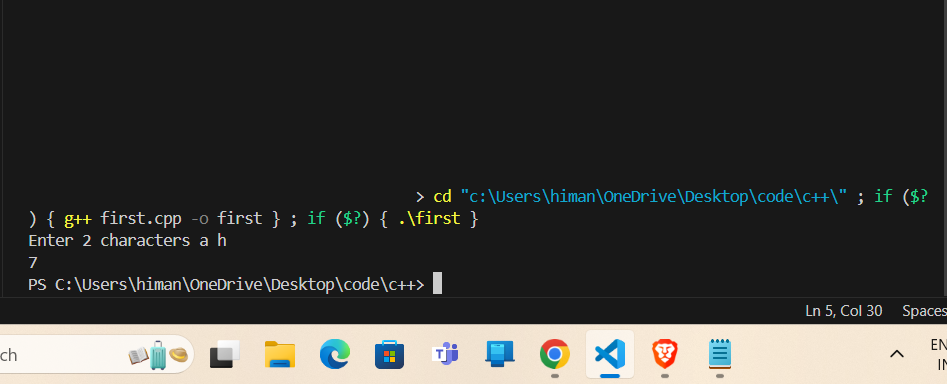 > cd "c:\Users\himan\OneDrive\Desktop\code\c++\" ; if ($?
) { g++ first.cpp -o first } ; if ($?) { .\first }
Enter 2 characters a h
7
PS C:\Users\himan\OneDrive\Desktop\code\c++>
Ln 5, Col 30 Spaces
ch
EN
IN